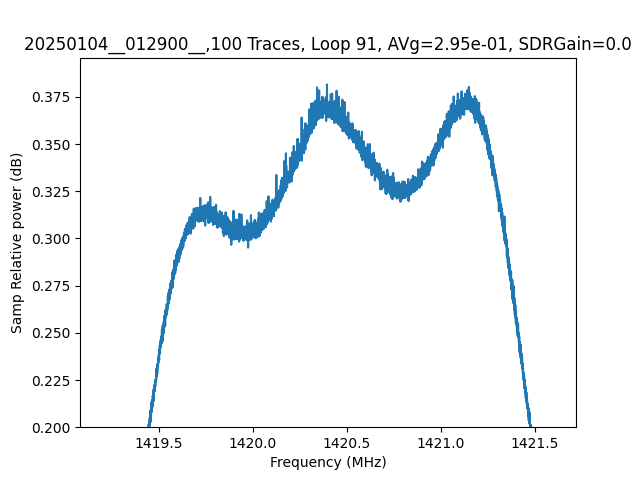 20250104__012900__,100 Traces, Loop 91, AVg=2.95e-01, SDRGain=0.0
0.375
0.350
0.325
0.300
0.275
0.250
0.225
0.200
Samp Relative power (dB)
1419.5 1420.0 1420.5 1421.0 1421.5
Frequency (MHz)